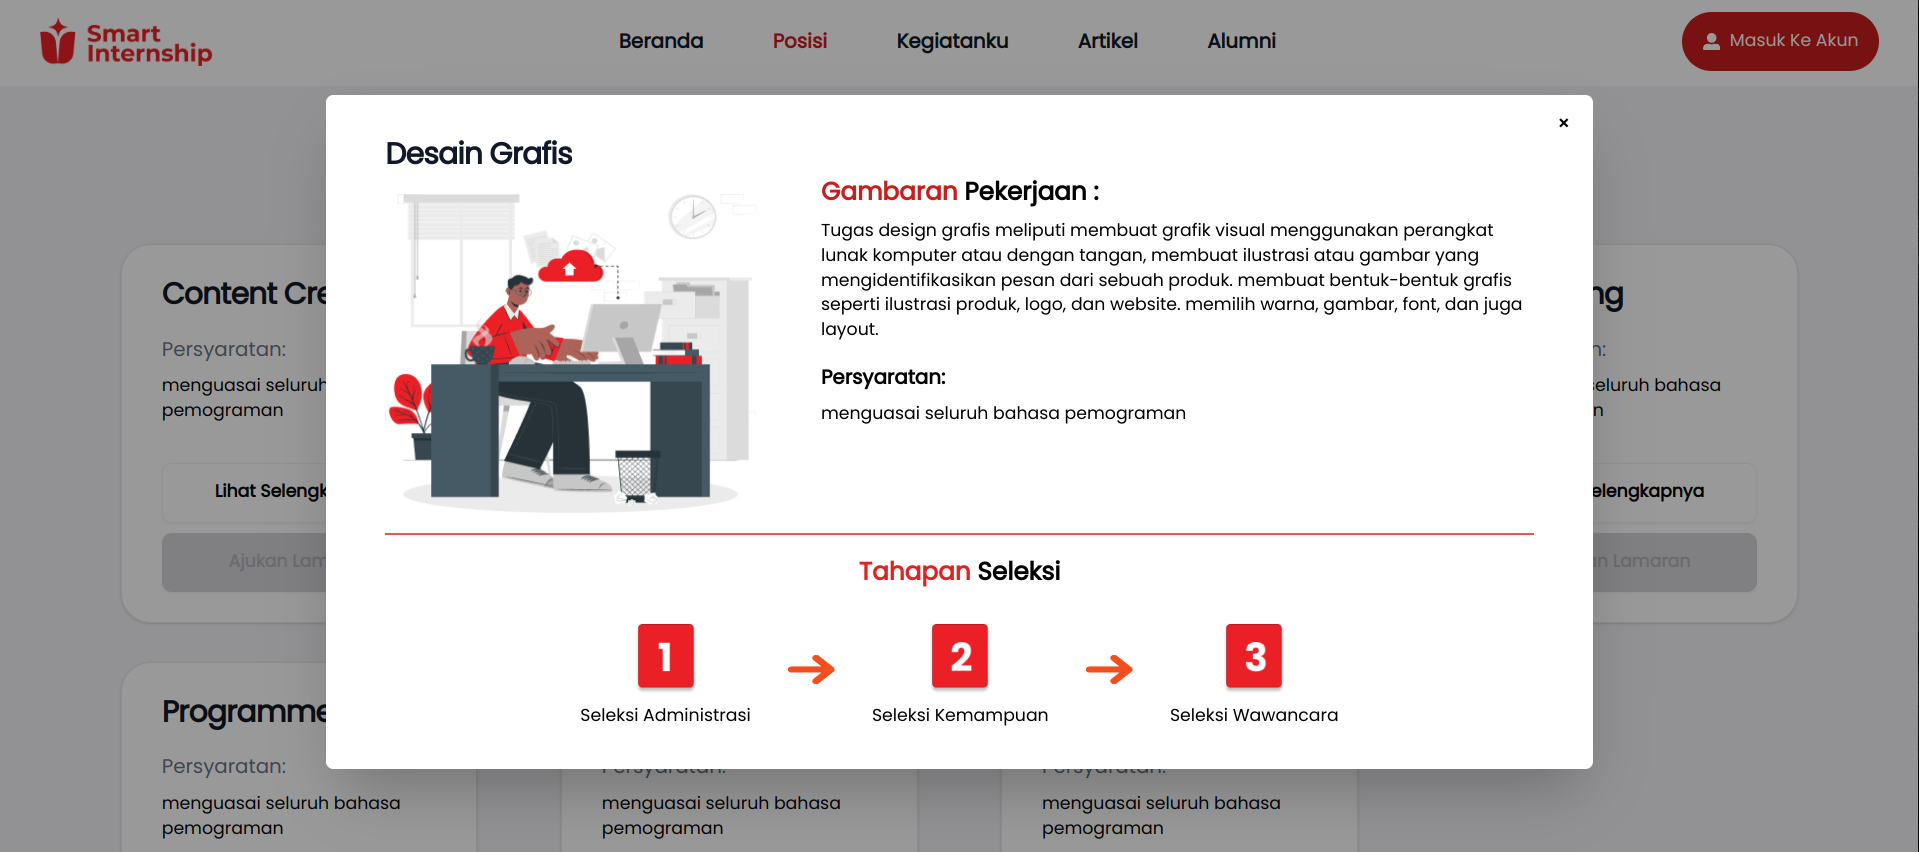 Smart
Internship
Beranda
Posisi
Kegiatanku
Artikel
Alumni
Masuk Ke Akun
×
Desain Grafis
Gambaran Pekerjaan :
Tugas design grafis meliputi membuat grafik visual menggunakan perangkat
lunak komputer atau dengan tangan, membuat ilustrasi atau gambar yang
mengidentifikasikan pesan dari sebuah produk. membuat bentuk-bentuk grafis
seperti ilustrasi produk, logo, dan website. memilih warna, gambar, font, dan juga
layout.
Persyaratan:
menguasai seluruh bahasa pemograman
Tahapan Seleksi
1
2
3
Seleksi Administrasi
Seleksi Kemampuan
Seleksi Wawancara
Content Cre
Persyaratan:
menguasai seluruh
pemograman
Lihat Selengk
Ajukan Lam
ng
n:
seluruh bahasa
n
elengkapnya
n Lamaran
Programme
Persyaratan:
menguasai seluruh bahasa
pemograman
Persyaratan:
menguasai seluruh bahasa
pemograman
Persyaratan:
menguasai seluruh bahasa
pemograman